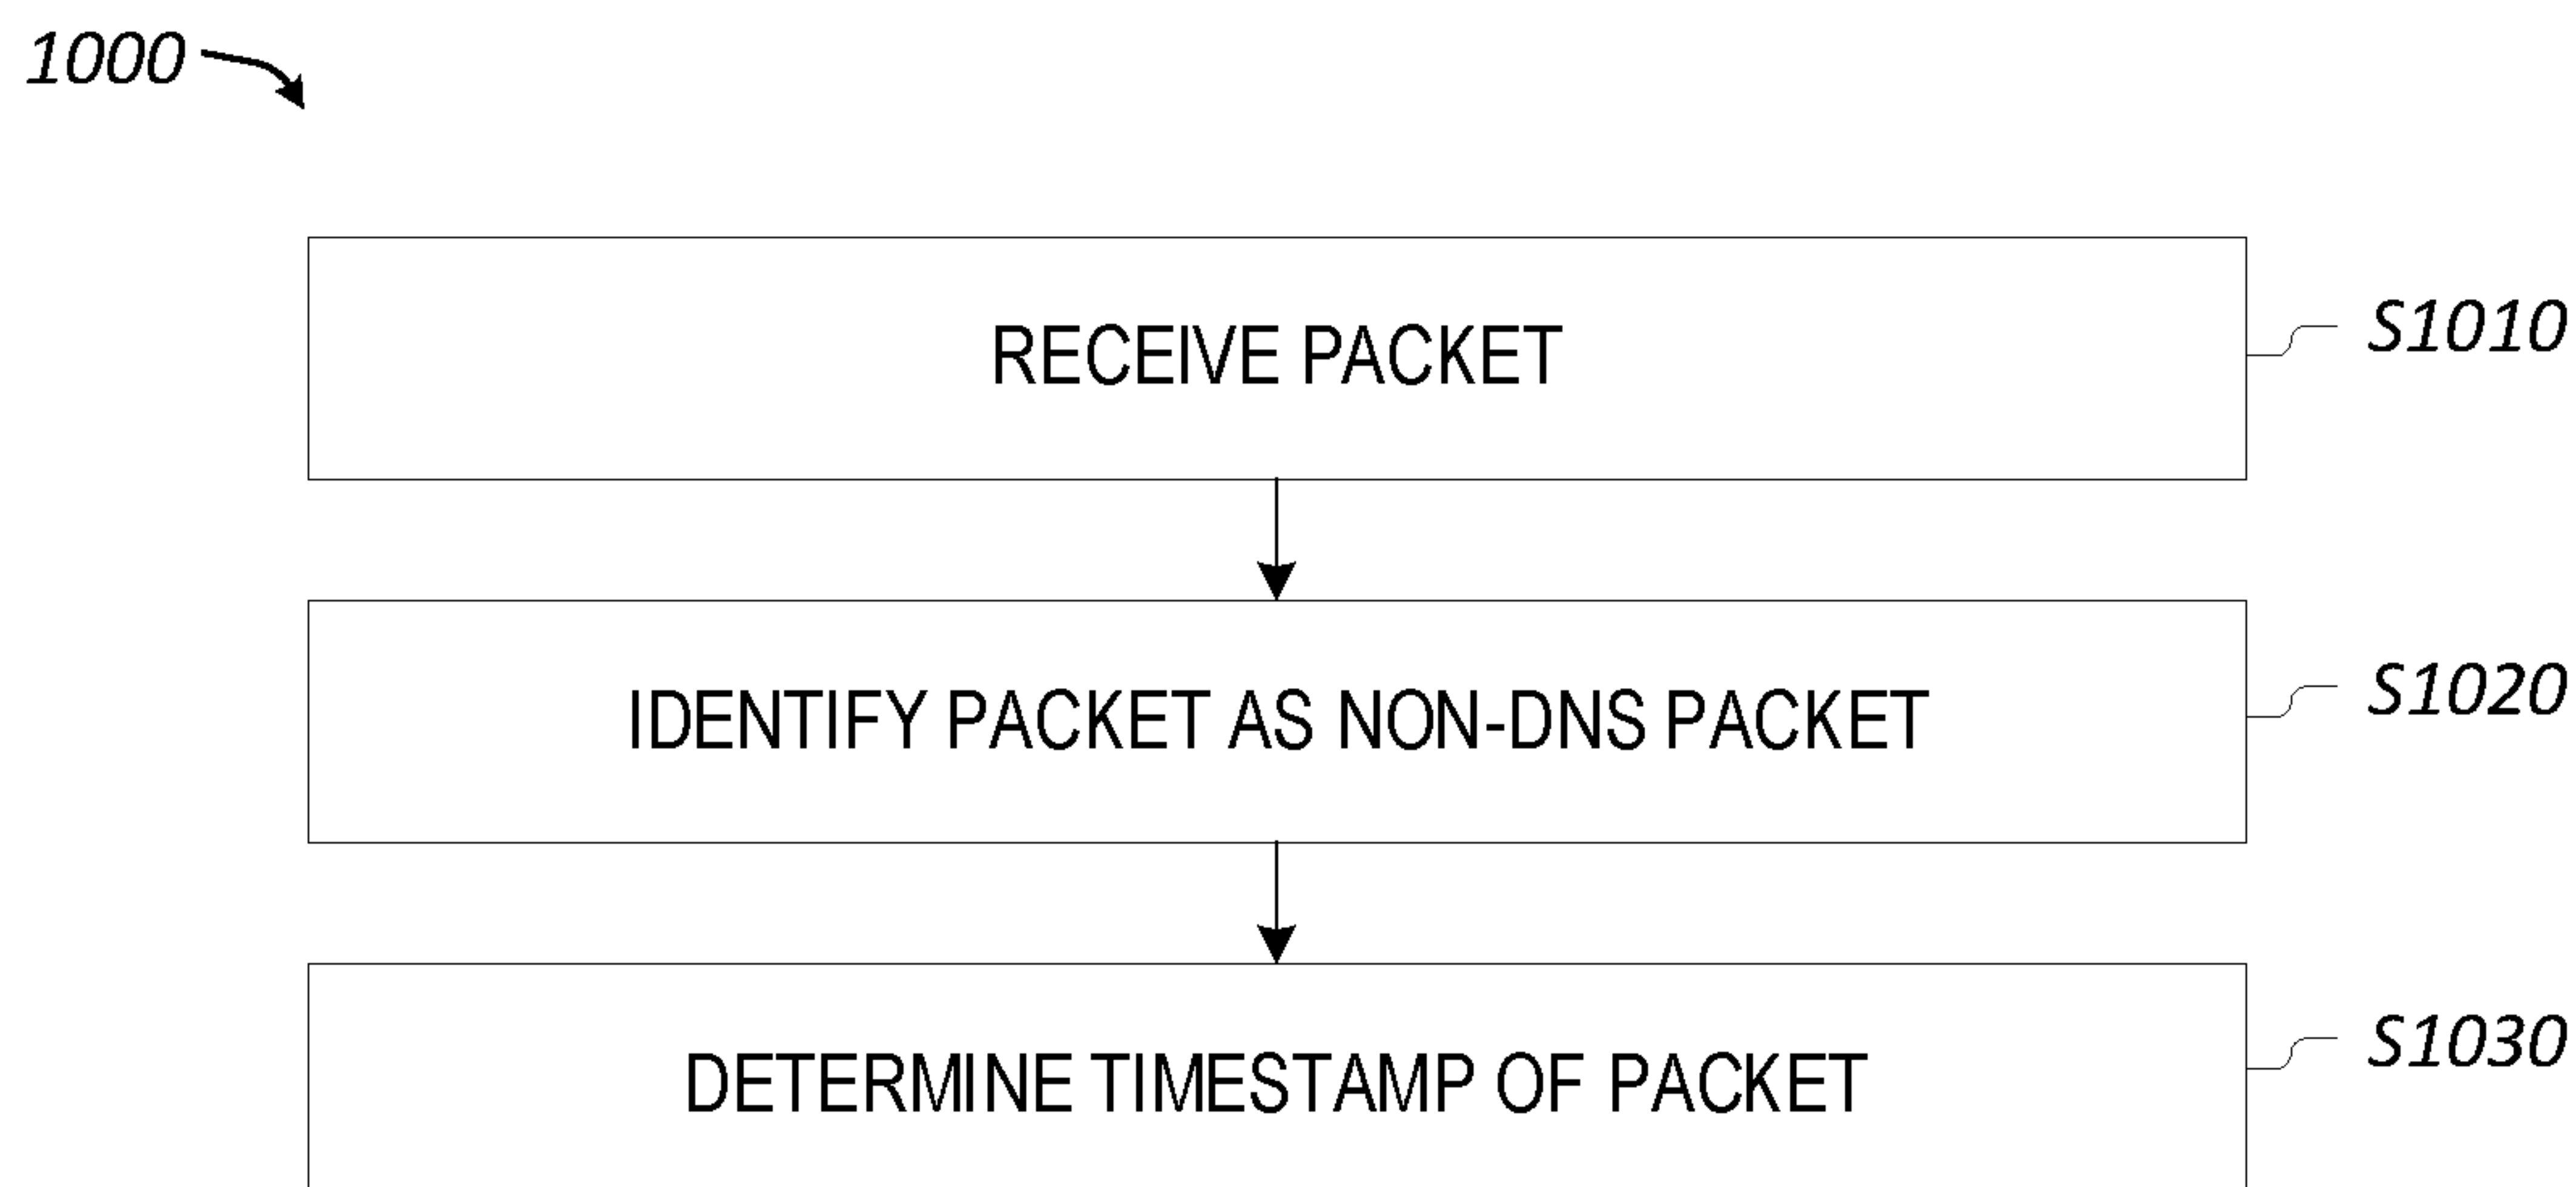 1000
RECEIVE PACKET
S1010
IDENTIFY PACKET AS NON-DNS PACKET
S1020
DETERMINE TIMESTAMP OF PACKET
S1030